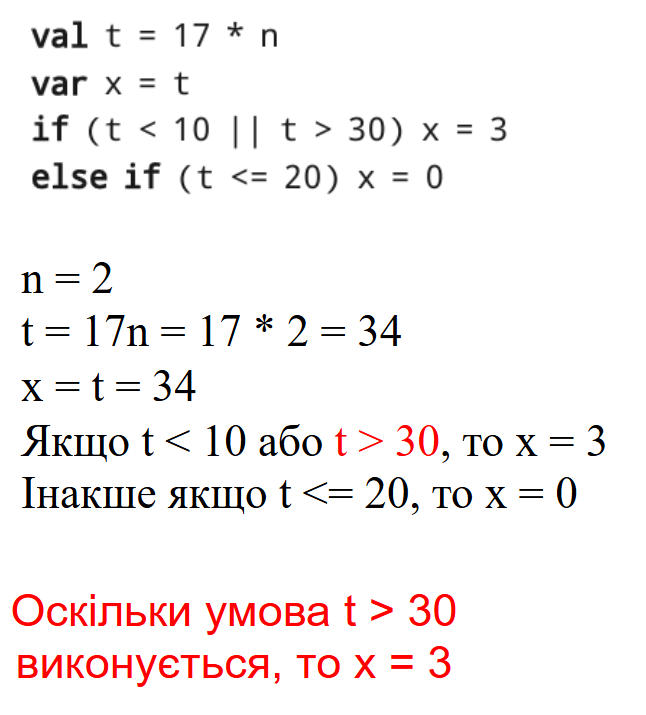 val t = 17 * n
var x = t
if (t < 10 || t > 30) x = 3
else if (t <= 20) x = 0
n = 2
t = 17n = 17 * 2 = 34
x = t = 34
Якщо t < 10 або t > 30, то x = 3
Інакше якщо t <= 20, то x = 0
Оскільки умова t > 30
виконується, то x = 3